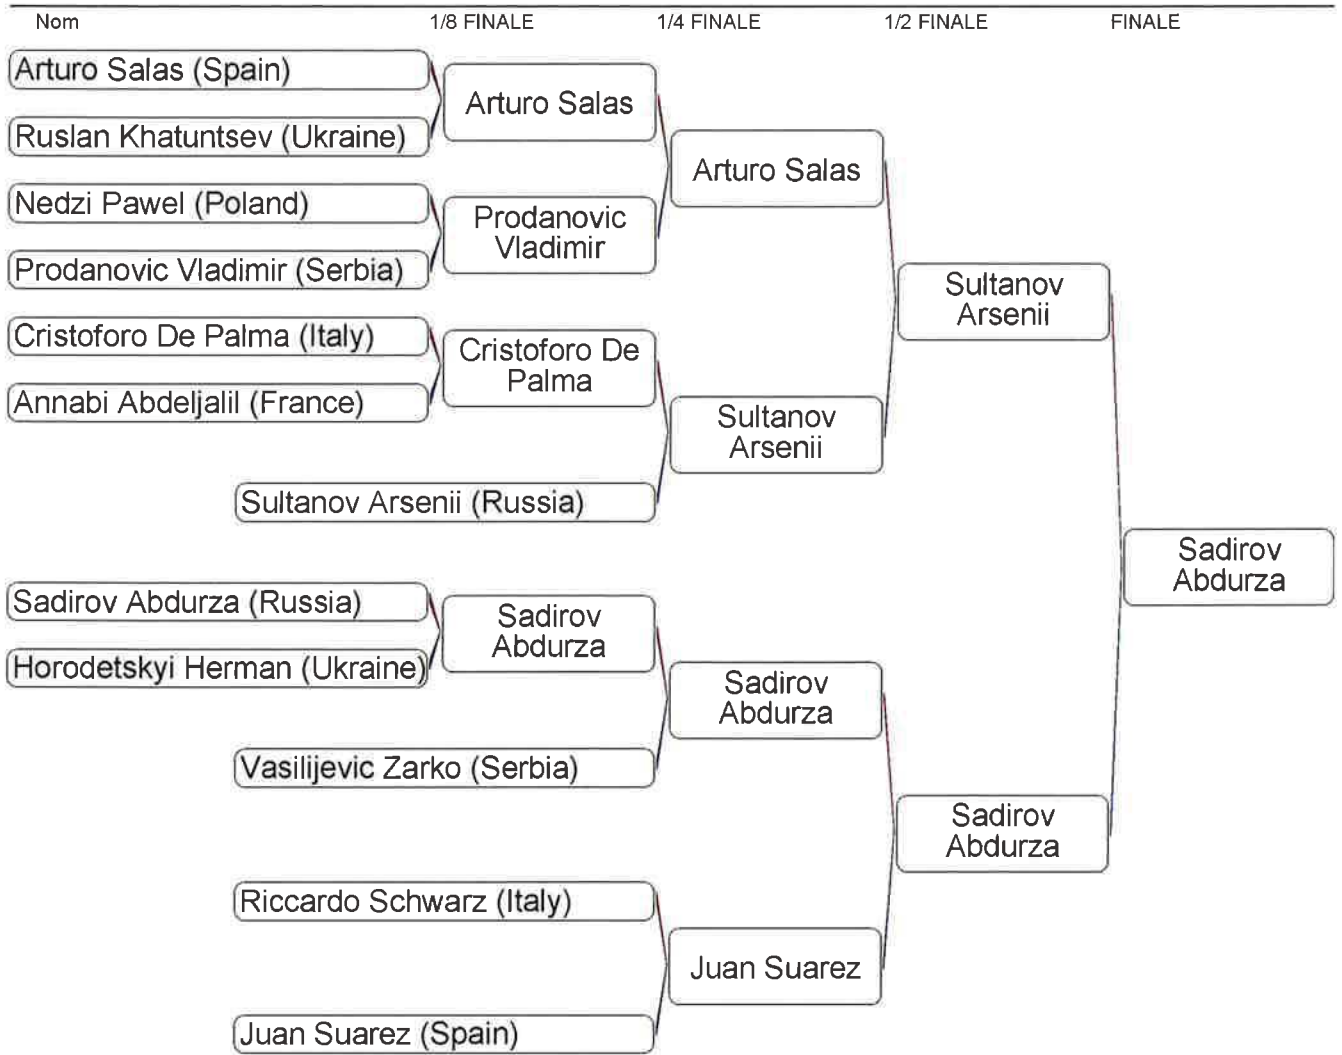 Nom 1/8 FINALE 1/4 FINALE 1/2 FINALE FINALE
Arturo Salas (Spain)
Ruslan Khatuntsev (Ukraine)
Nedzi Pawel (Poland)
Prodanovic Vladimir (Serbia)
Cristoforo De Palma (Italy)
Annabi Abdeljalil (France)
Sultanov Arsenii (Russia)
Sadirov Abdurza (Russia)
Horodetskyi Herman (Ukraine)
Vasilijevic Zarko (Serbia)
Riccardo Schwarz (Italy)
Juan Suarez (Spain)
Arturo Salas
Prodanovic
Vladimir
Cristoforo De
Palma
Sadirov
Abdurza
Arturo Salas
Sultanov
Arsenii
Sadirov
Abdurza
Juan Suarez
Sultanov
Arsenii
Sadirov
Abdurza
Sadirov
Abdurza